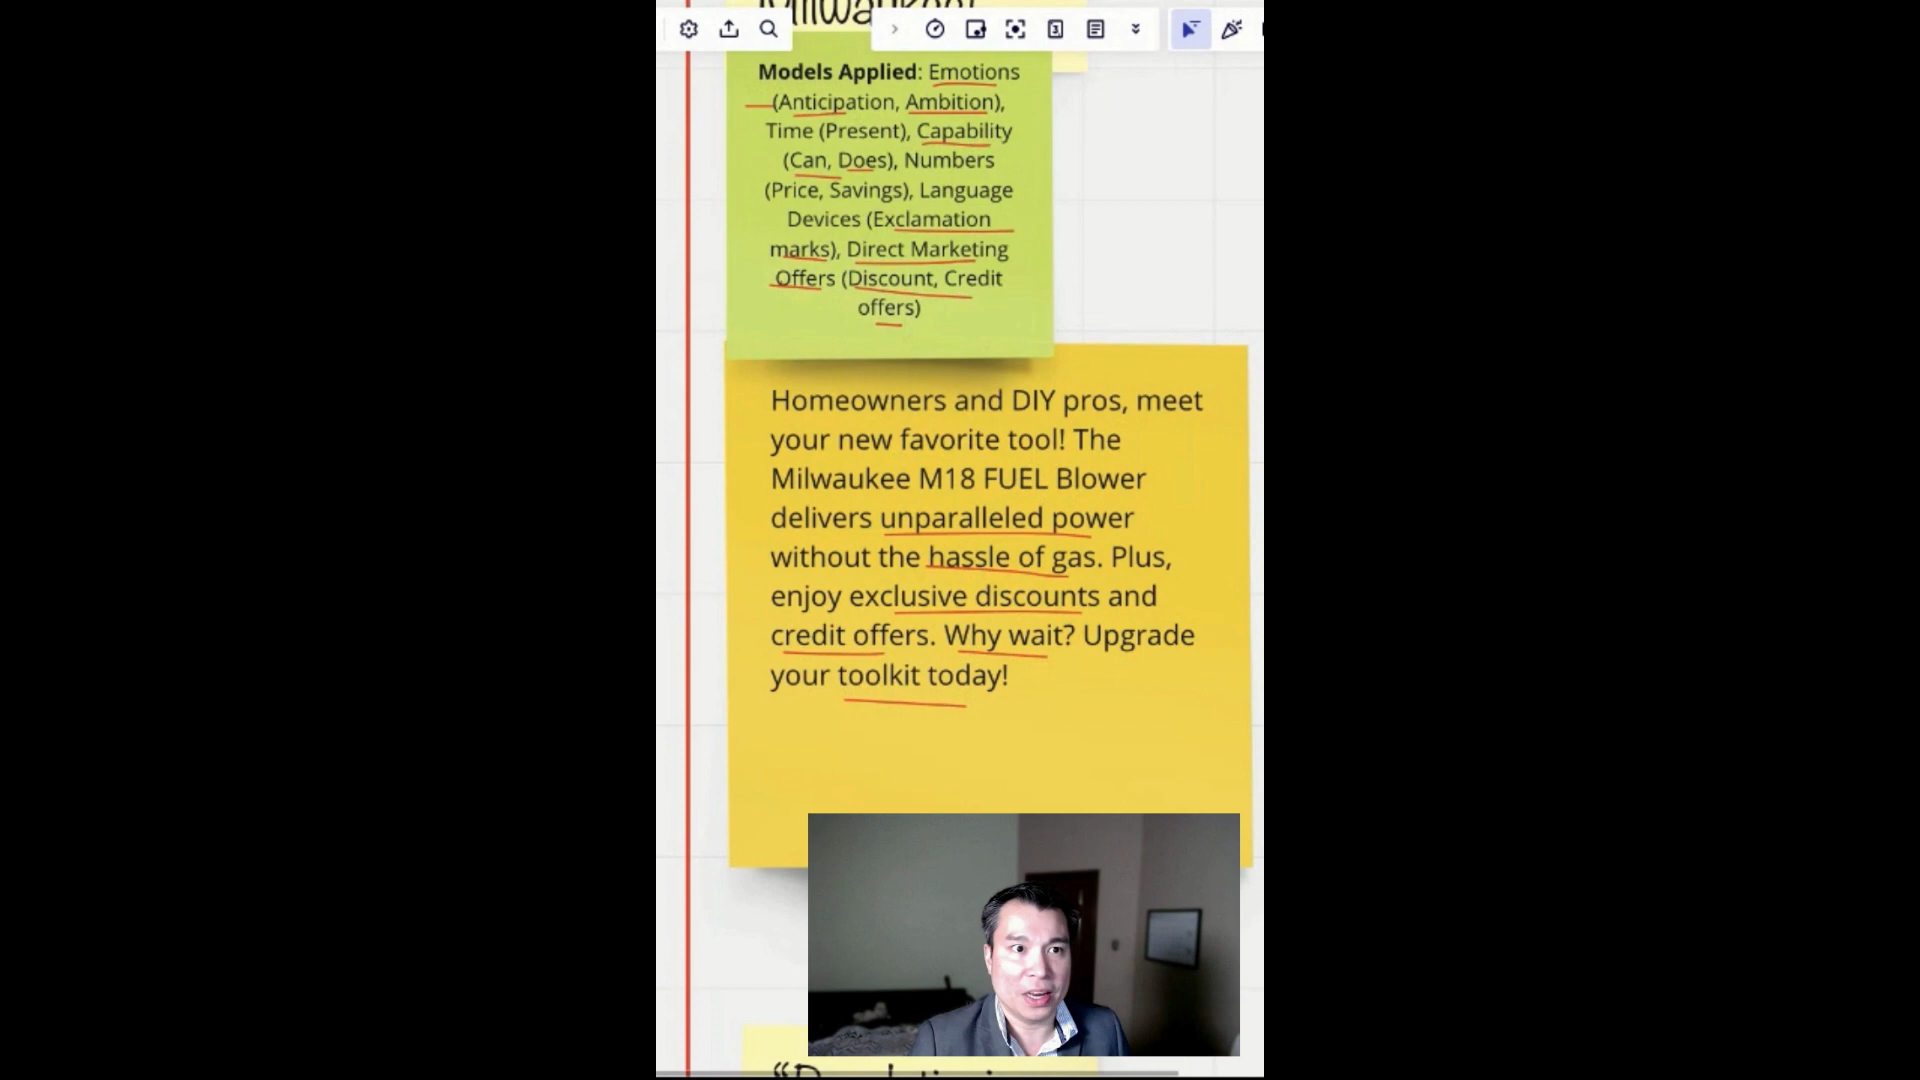 Milwaukee!
Models Applied: Emotions
(Anticipation, Ambition),
Time (Present), Capability
(Can, Does), Numbers
(Price, Savings), Language
Devices (Exclamation
marks), Direct Marketing
Offers (Discount, Credit
offers)
Homeowners and DIY pros, meet
your new favorite tool! The
Milwaukee M18 FUEL Blower
delivers unparalleled power
without the hassle of gas. Plus,
enjoy exclusive discounts and
credit offers. Why wait? Upgrade
your toolkit today!